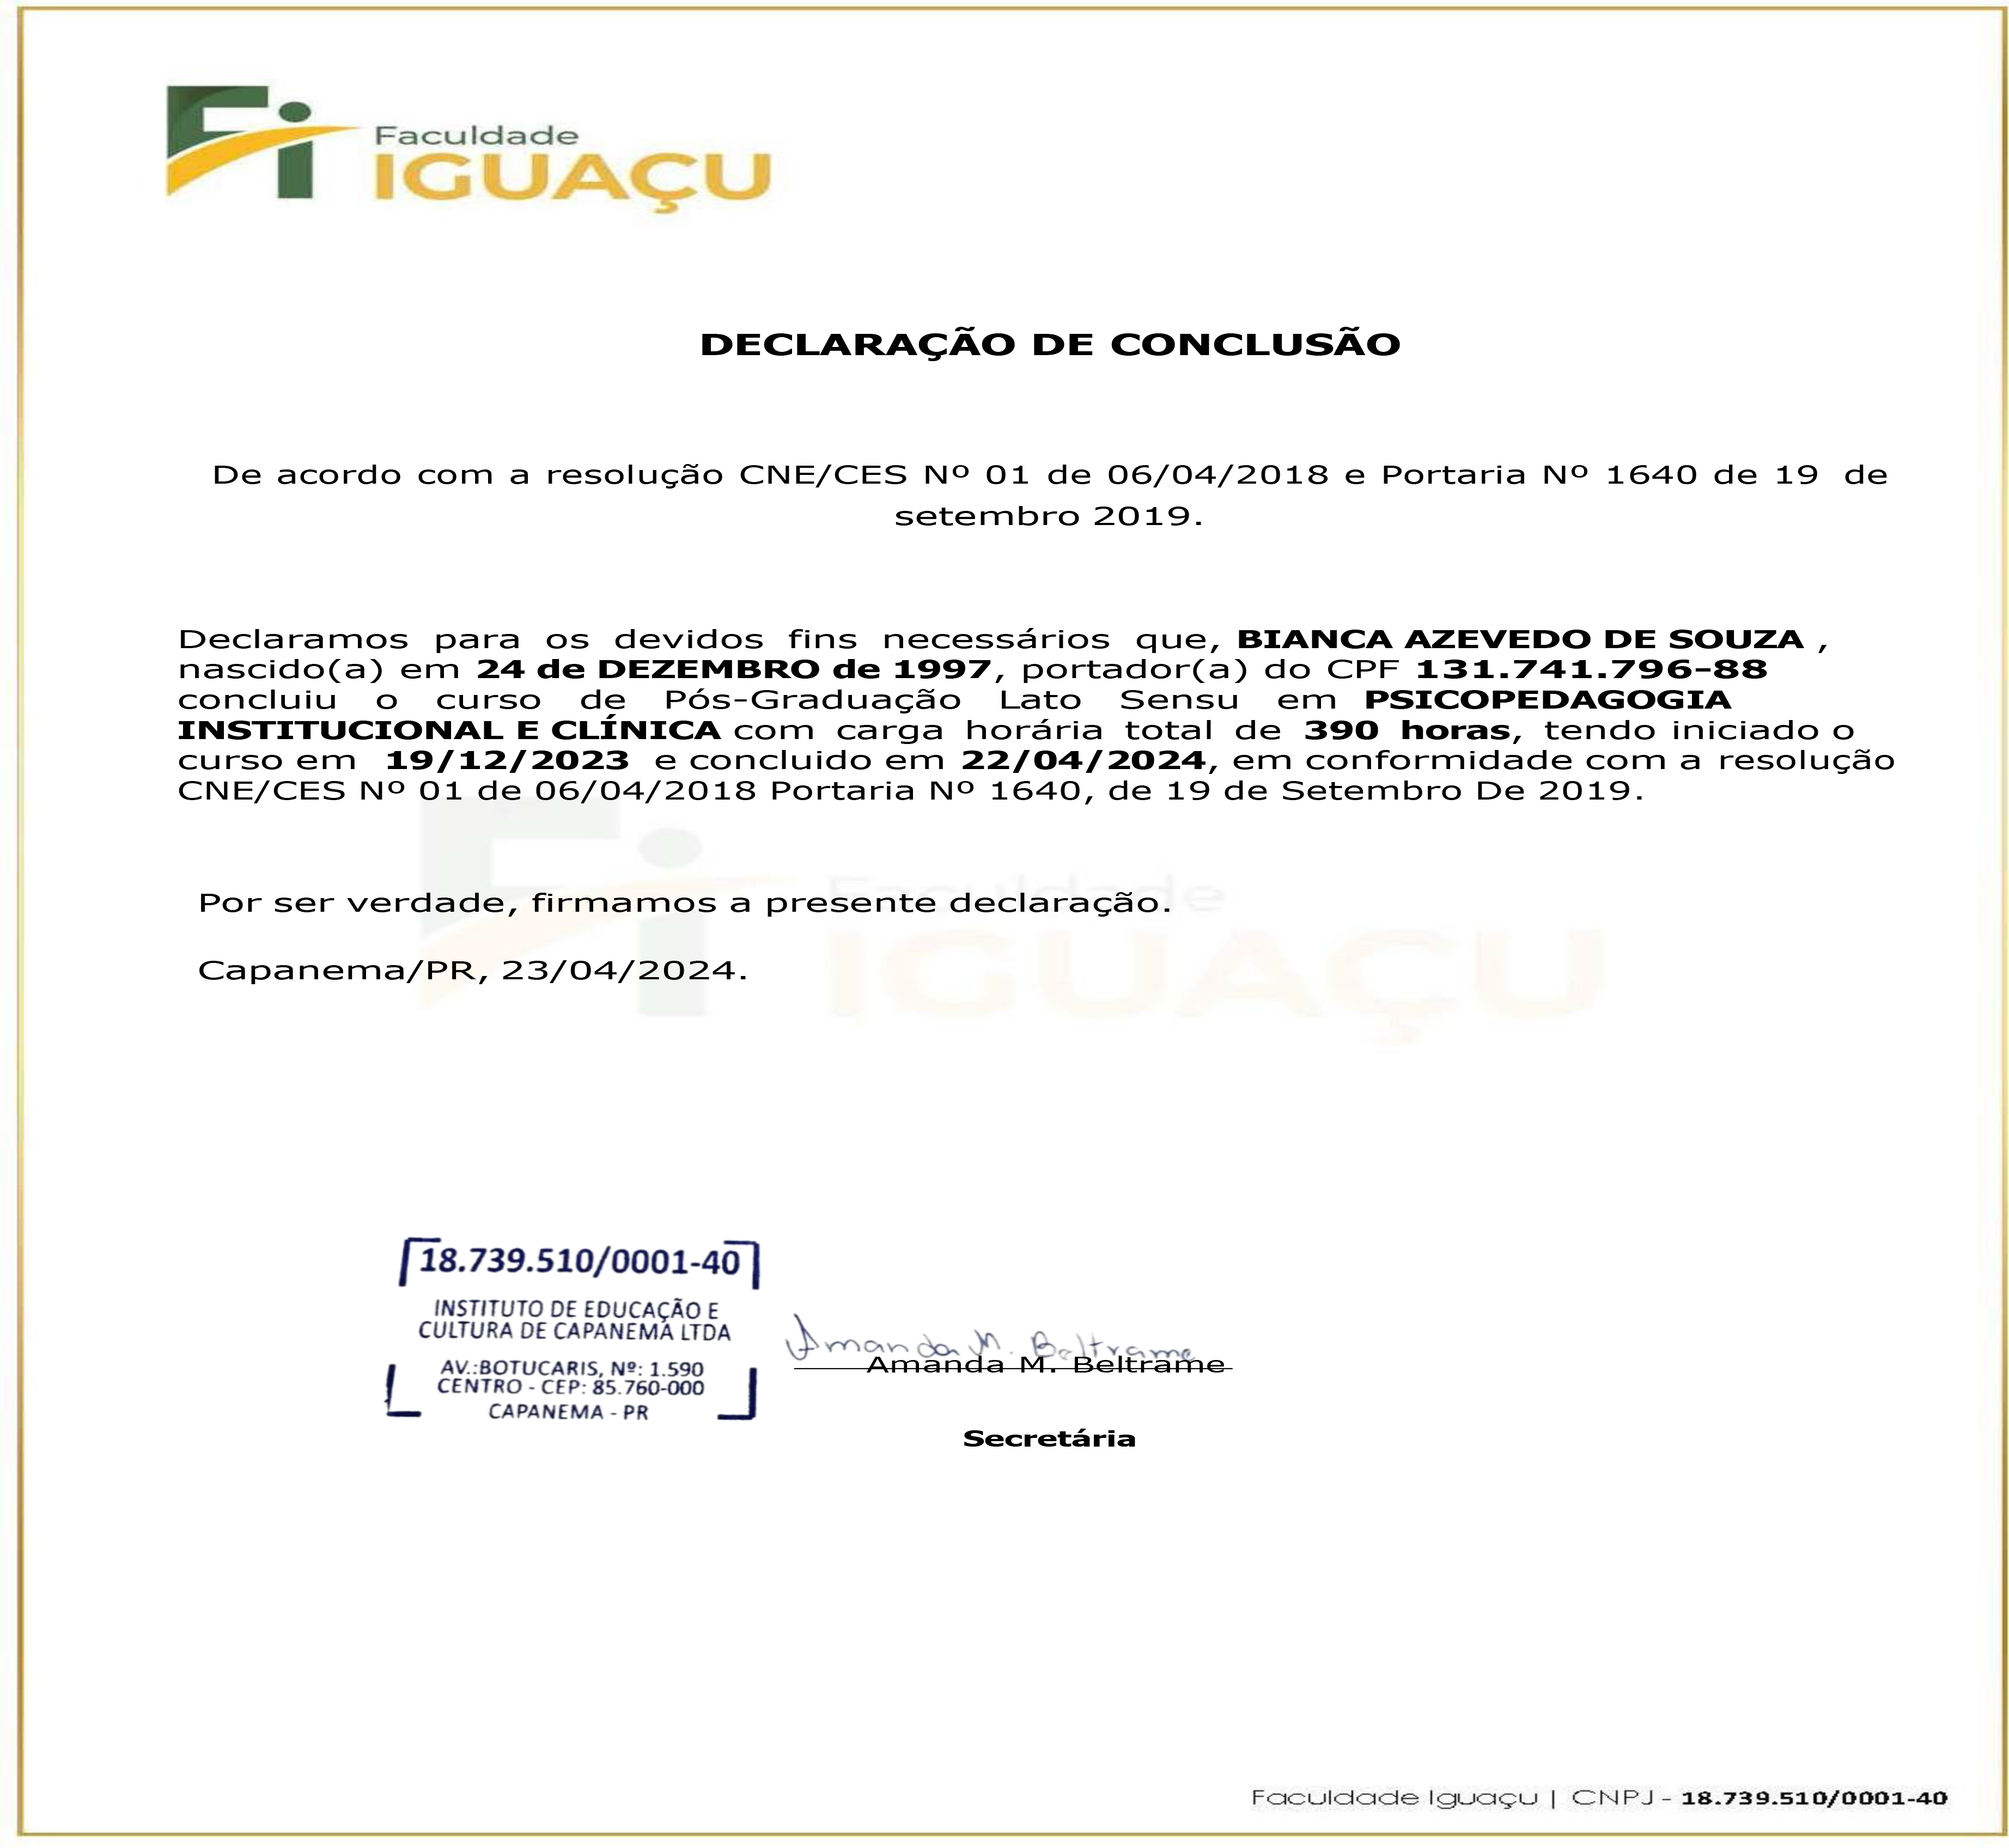 Faculdade
IGUAÇU
DECLARAÇÃO DE CONCLUSÃO
De acordo com a resolução CNE/CES Nº 01 de 06/04/2018 e Portaria Nº 1640 de 19 de
setembro 2019.
Declaramos para os devidos fins necessários que, BIANCA AZEVEDO DE SOUZA ,
nascido(a) em 24 de DEZEMBRO de 1997, portador(a) do CPF 131.741.796-88
concluiu o curso de Pós-Graduação Lato Sensu em PSICOPEDAGOGIA
INSTITUCIONAL E CLÍNICA com carga horária total de 390 horas, tendo iniciado o
curso em 19/12/2023 e concluido em 22/04/2024, em conformidade com a resolução
CNE/CES Nº 01 de 06/04/2018 Portaria Nº 1640, de 19 de Setembro De 2019.
Faculdade
IGUAÇU
Por ser verdade, firmamos a presente declaração.
Capanema/PR, 23/04/2024.
18.739.510/0001-40
INSTITUTO DE EDUCAÇÃO E
CULTURA DE CAPANEMA LTDA
AV.:BOTUCARIS, Nº: 1.590
CENTRO - CEP: 85.760-000
CAPANEMA - PR
Amanda M. Beltrame
Amanda M. Beltrame
Secretária
Faculdade Iguaçu | CNPJ - 18.739.510/0001-40